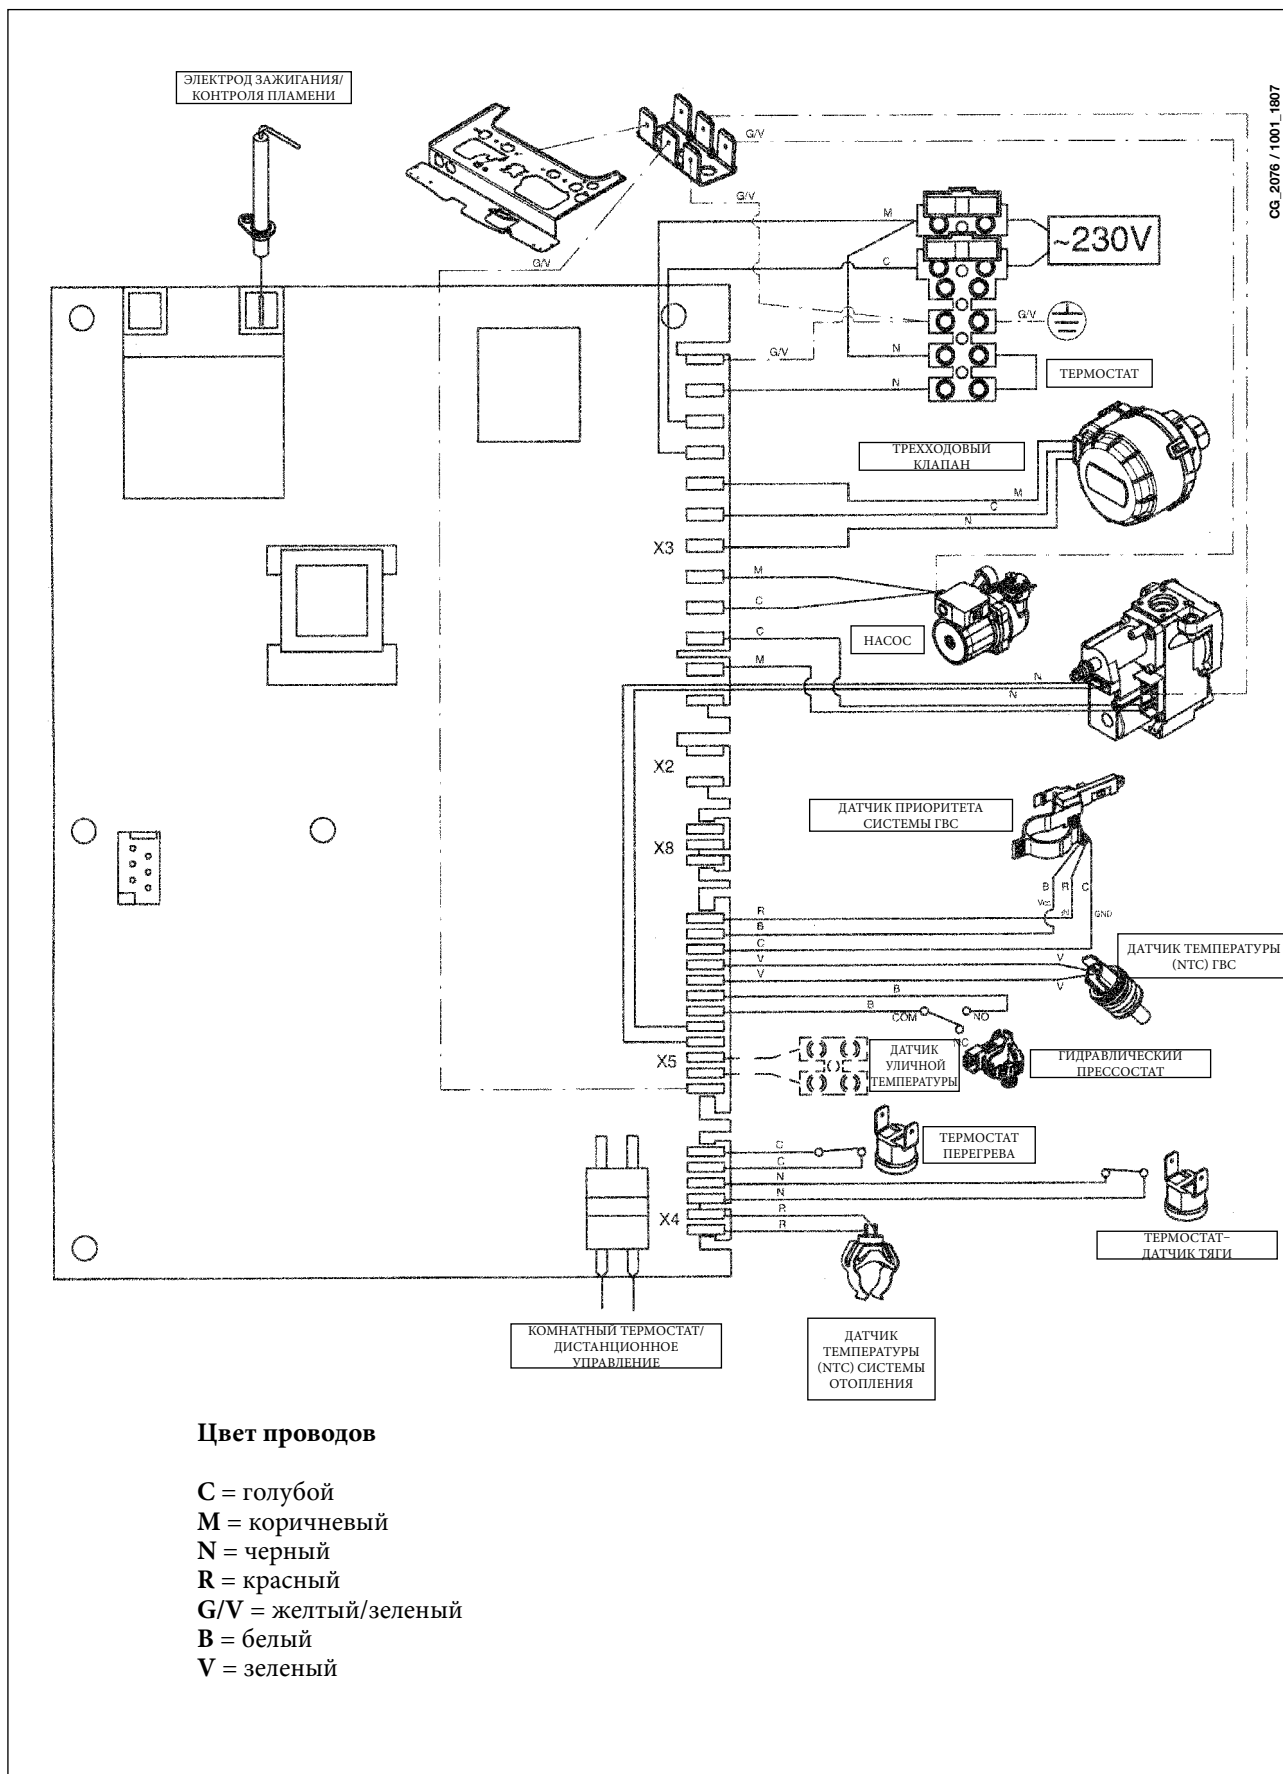 ЭЛЕКТРОД ЗАЖИГАНИЯ/
КОНТРОЛЯ ПЛАМЕНИ
CG_2076 / 1001_1807
G/V
G/V
G/V
M
~230V
C
G/V
G/V
N
ТЕРМОСТАТ
N
ТРЕХХОДОВЫЙ
КЛАПАН
M
C
N
X3
M
C
НАСОС
C
M
N
N
X2
ДАТЧИК ПРИОРИТЕТА
СИСТЕМЫ ГВС
X8
B R C
GND
R
B
C
V
V
V
V
ДАТЧИК ТЕМПЕРАТУРЫ
(NTC) ГВС
B
B
COM
NO
NC
X5
ДАТЧИК
УЛИЧНОЙ
ТЕМПЕРАТУРЫ
ГИДРАВЛИЧЕСКИЙ
ПРЕССОСТАТ
C
C
ТЕРМОСТАТ
ПЕРЕГРЕВА
N
N
X4
R
R
ТЕРМОСТАТ–
ДАТЧИК ТЯГИ
КОМНАТНЫЙ ТЕРМОСТАТ/
ДИСТАНЦИОННОЕ
УПРАВЛЕНИЕ
ДАТЧИК
ТЕМПЕРАТУРЫ
(NTC) СИСТЕМЫ
ОТОПЛЕНИЯ
Цвет проводов
C = голубой
M = коричневый
N = черный
R = красный
G/V = желтый/зеленый
B = белый
V = зеленый